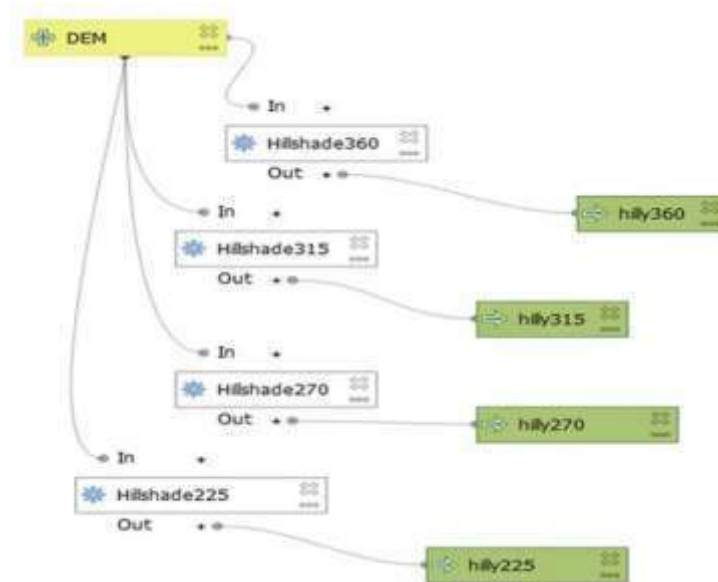 DEM
In
Hillshade360
Out
hilly360
In
Hillshade315
Out
hilly315
In
Hillshade270
Out
hilly270
In
Hillshade225
Out
hilly225